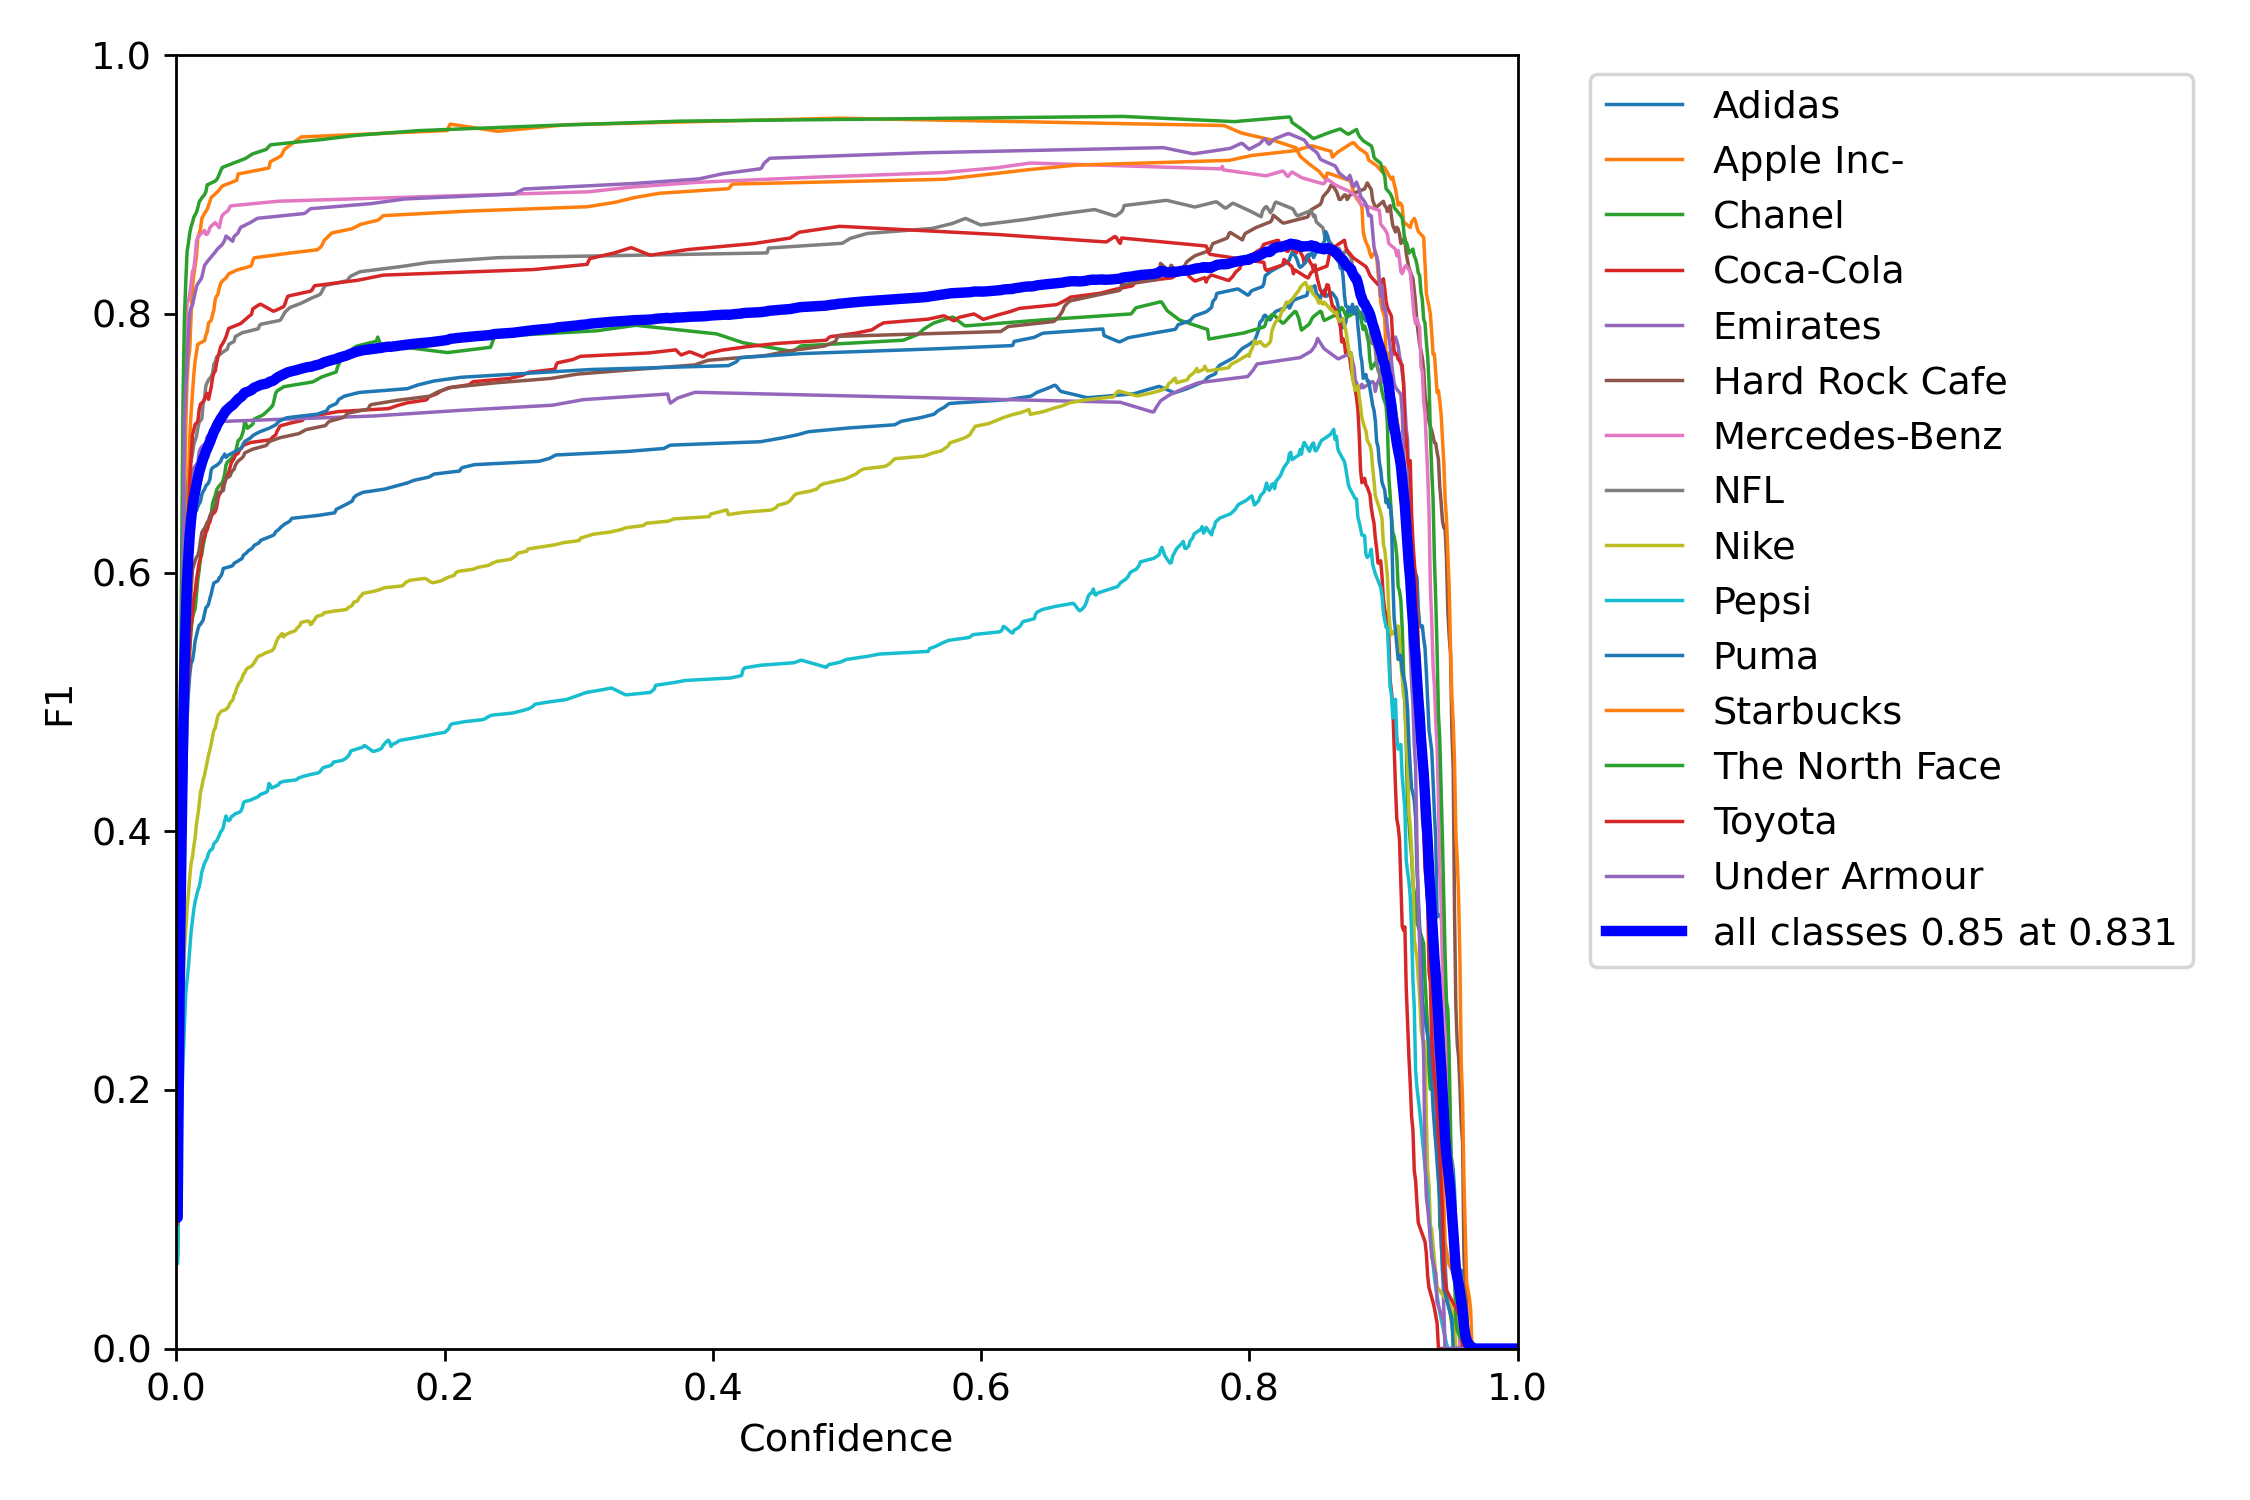 1.0
0.8
0.6
0.4
0.2
0.0
F1
0.0 0.2 0.4 0.6 0.8 1.0
Confidence
Adidas
Apple Inc-
Chanel
Coca-Cola
Emirates
Hard Rock Cafe
Mercedes-Benz
NFL
Nike
Pepsi
Puma
Starbucks
The North Face
Toyota
Under Armour
all classes 0.85 at 0.831